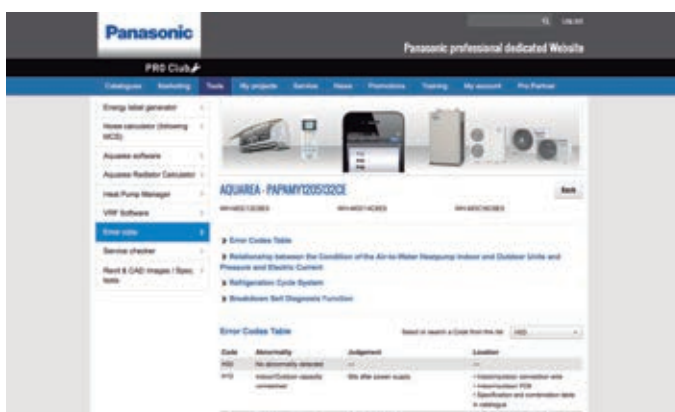 Log out
Panasonic
Panasonic professional dedicated Website
PRO Club
Catalogues Marketing Tools My projects Service News Promotions Training My account Pro Partner
Energy label generator
Noise calculator (following MCS)
Aquarea software
Aquarea Radiator Calculator
Heat Pump Manager
VRF Software
Error code
Service checker
Revit & CAD images / Spec texts
AQUAREA - PAPAMY1205132CE
Back
Error Codes Table
Relationship between the Condition of the Air-to-Water Heatpump Indoor and Outdoor Units and
Pressure and Electric Current
Refrigeration Cycle System
Breakdown Self Diagnosis Function
Error Codes Table
Select or search a Code from this list
H00
Code Abnormality Judgement Location
H00 No abnormality detected
H12 Indoor/Outdoor capacity unmatched 90s after power supply
• Indoor/outdoor connection wire
• Indoor/outdoor PCB
• Specification and combination table in catalogue